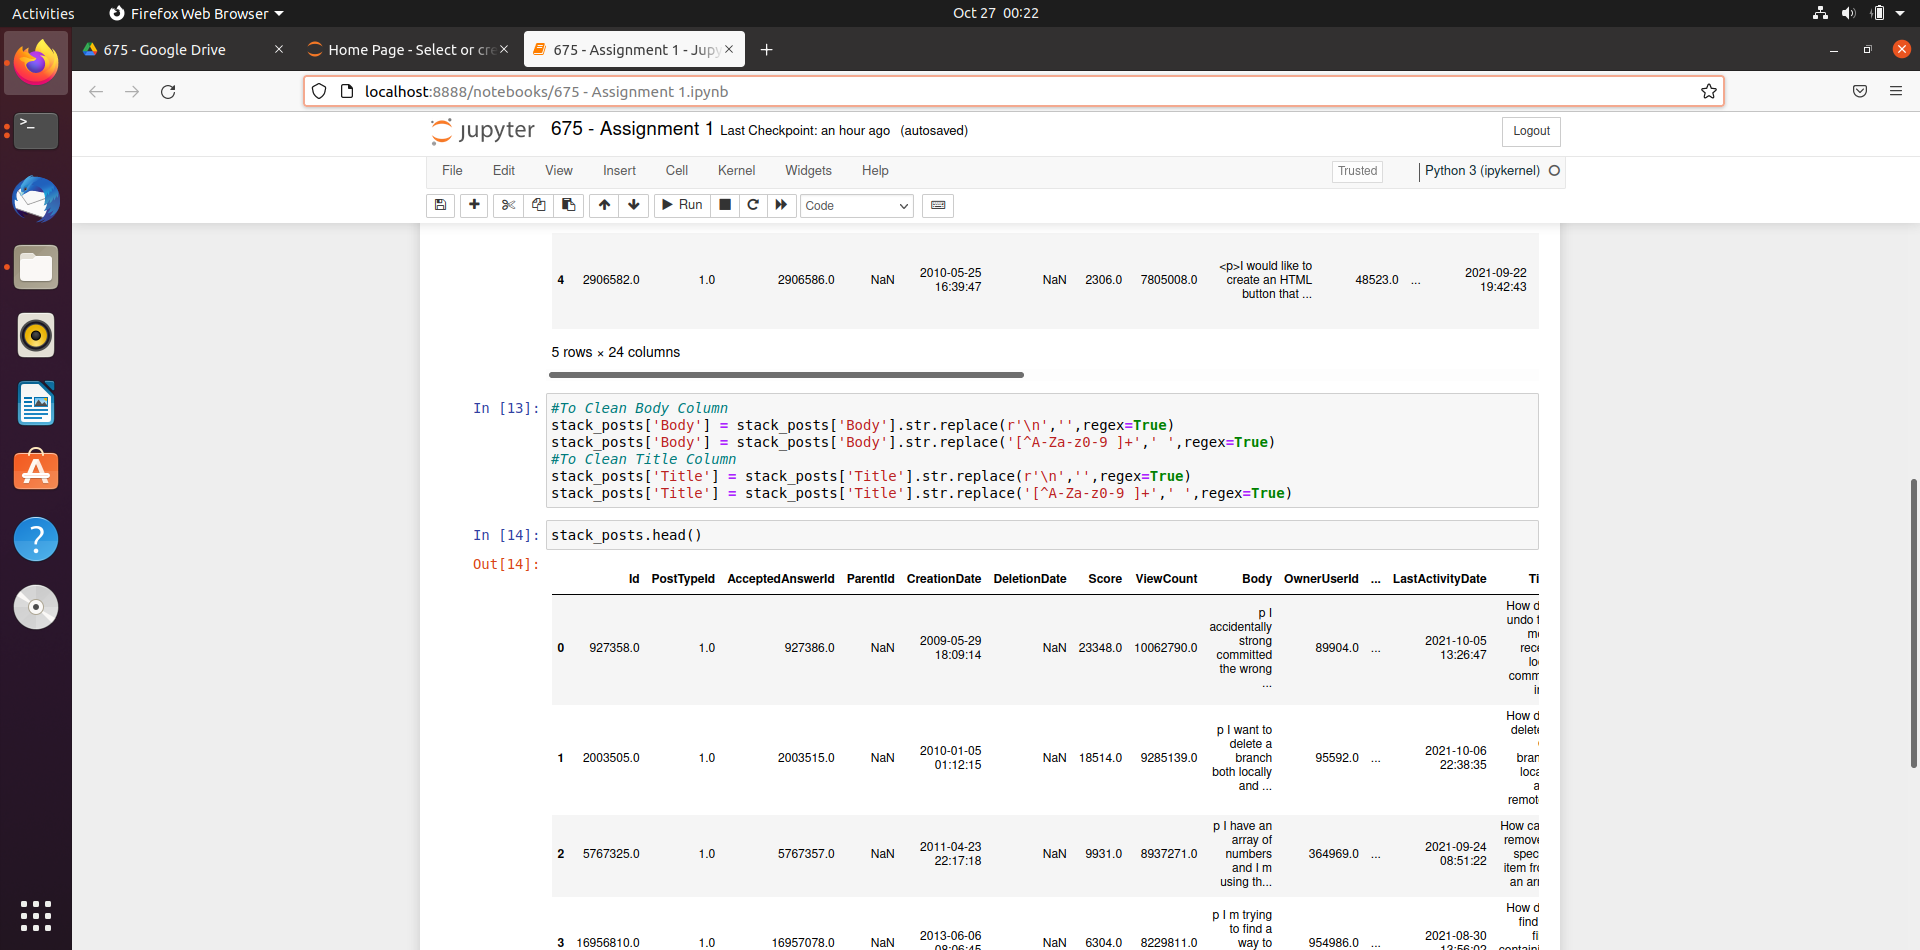 Activities
Firefox Web Browser
Oct 27 00:22
675 - Google Drive
Home Page - Select or cre
675 - Assignment 1 - Jupy
localhost:8888/notebooks/675 - Assignment 1.ipynb
jupyter 675 - Assignment 1 Last Checkpoint: an hour ago (autosaved)
Logout
File Edit View Insert Cell Kernel Widgets Help
Trusted
Python 3 (ipykernel)
Run
Code
4 2906582.0 1.0 2906586.0 NaN 2010-05-25 16:39:47 NaN 2306.0 7805008.0 <p>I would like to create an HTML button that ... 48523.0 ... 2021-09-22 19:42:43
5 rows × 24 columns
In [13]: #To Clean Body Column
stack_posts['Body'] = stack_posts['Body'].str.replace(r'\n','',regex=True)
stack_posts['Body'] = stack_posts['Body'].str.replace('[^A-Za-z0-9 ]+',' ',regex=True)
#To Clean Title Column
stack_posts['Title'] = stack_posts['Title'].str.replace(r'\n','',regex=True)
stack_posts['Title'] = stack_posts['Title'].str.replace('[^A-Za-z0-9 ]+',' ',regex=True)
In [14]: stack_posts.head()
Out[14]:
Id PostTypeId AcceptedAnswerId ParentId CreationDate DeletionDate Score ViewCount Body OwnerUserId ... LastActivityDate Ti
0 927358.0 1.0 927386.0 NaN 2009-05-29 18:09:14 NaN 23348.0 10062790.0 p I accidentally strong committed the wrong ... 89904.0 ... 2021-10-05 13:26:47 How d undo t mo rece lo comm i
1 2003505.0 1.0 2003515.0 NaN 2010-01-05 01:12:15 NaN 18514.0 9285139.0 p I want to delete a branch both locally and ... 95592.0 ... 2021-10-06 22:38:35 How d delet bran loca a remot
2 5767325.0 1.0 5767357.0 NaN 2011-04-23 22:17:18 NaN 9931.0 8937271.0 p I have an array of numbers and I m using th... 364969.0 ... 2021-09-24 08:51:22 How ca remove spec item fr an arr
3 16956810.0 1.0 16957078.0 NaN 2013-06-06 08:06:45 NaN 6304.0 8229811.0 p I m trying to find a way to 954986.0 ... 2021-08-30 13:56:02 How d find fi